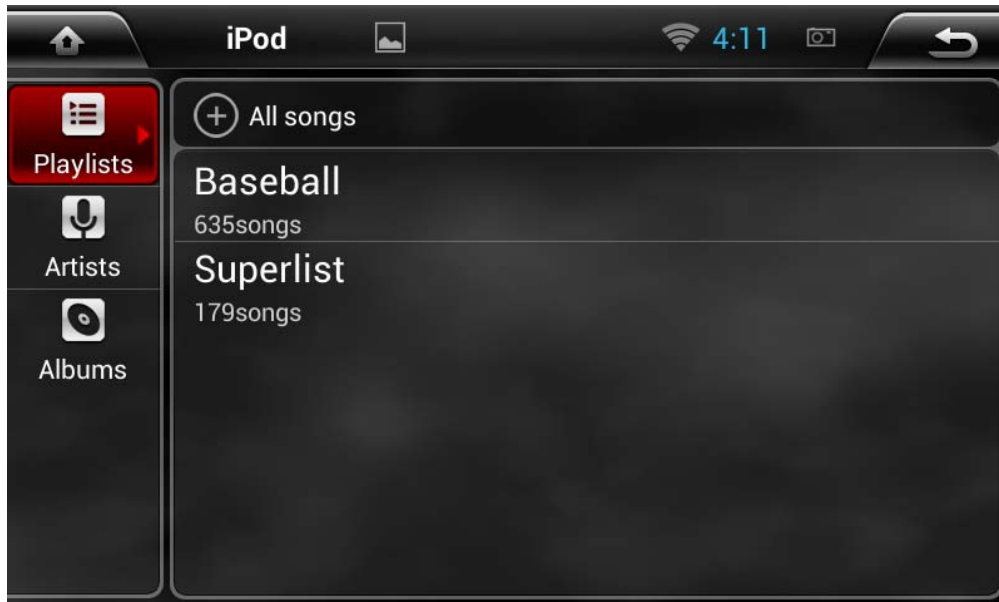 iPod
4:11
Playlists
Artists
Albums
All songs
Baseball
635songs
Superlist
179songs